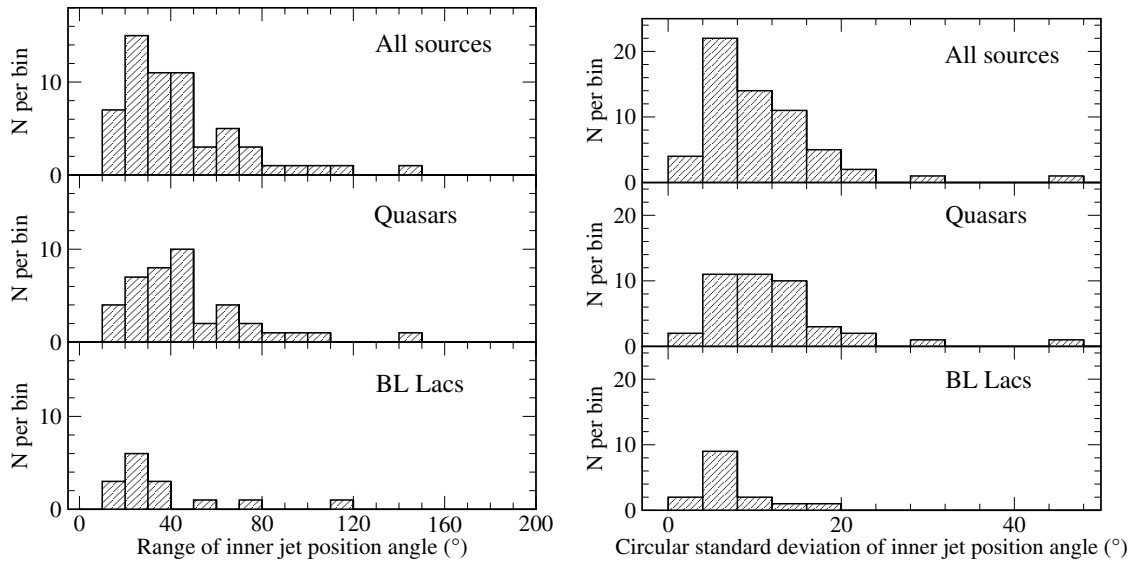 All sources
N per bin
10
0
Quasars
N per bin
10
0
BL Lacs
N per bin
10
0
0 40 80 120 160 200
Range of inner jet position angle (°)
All sources
N per bin
20
10
0
Quasars
N per bin
20
10
0
BL Lacs
N per bin
20
10
0
0 20 40
Circular standard deviation of inner jet position angle (°)